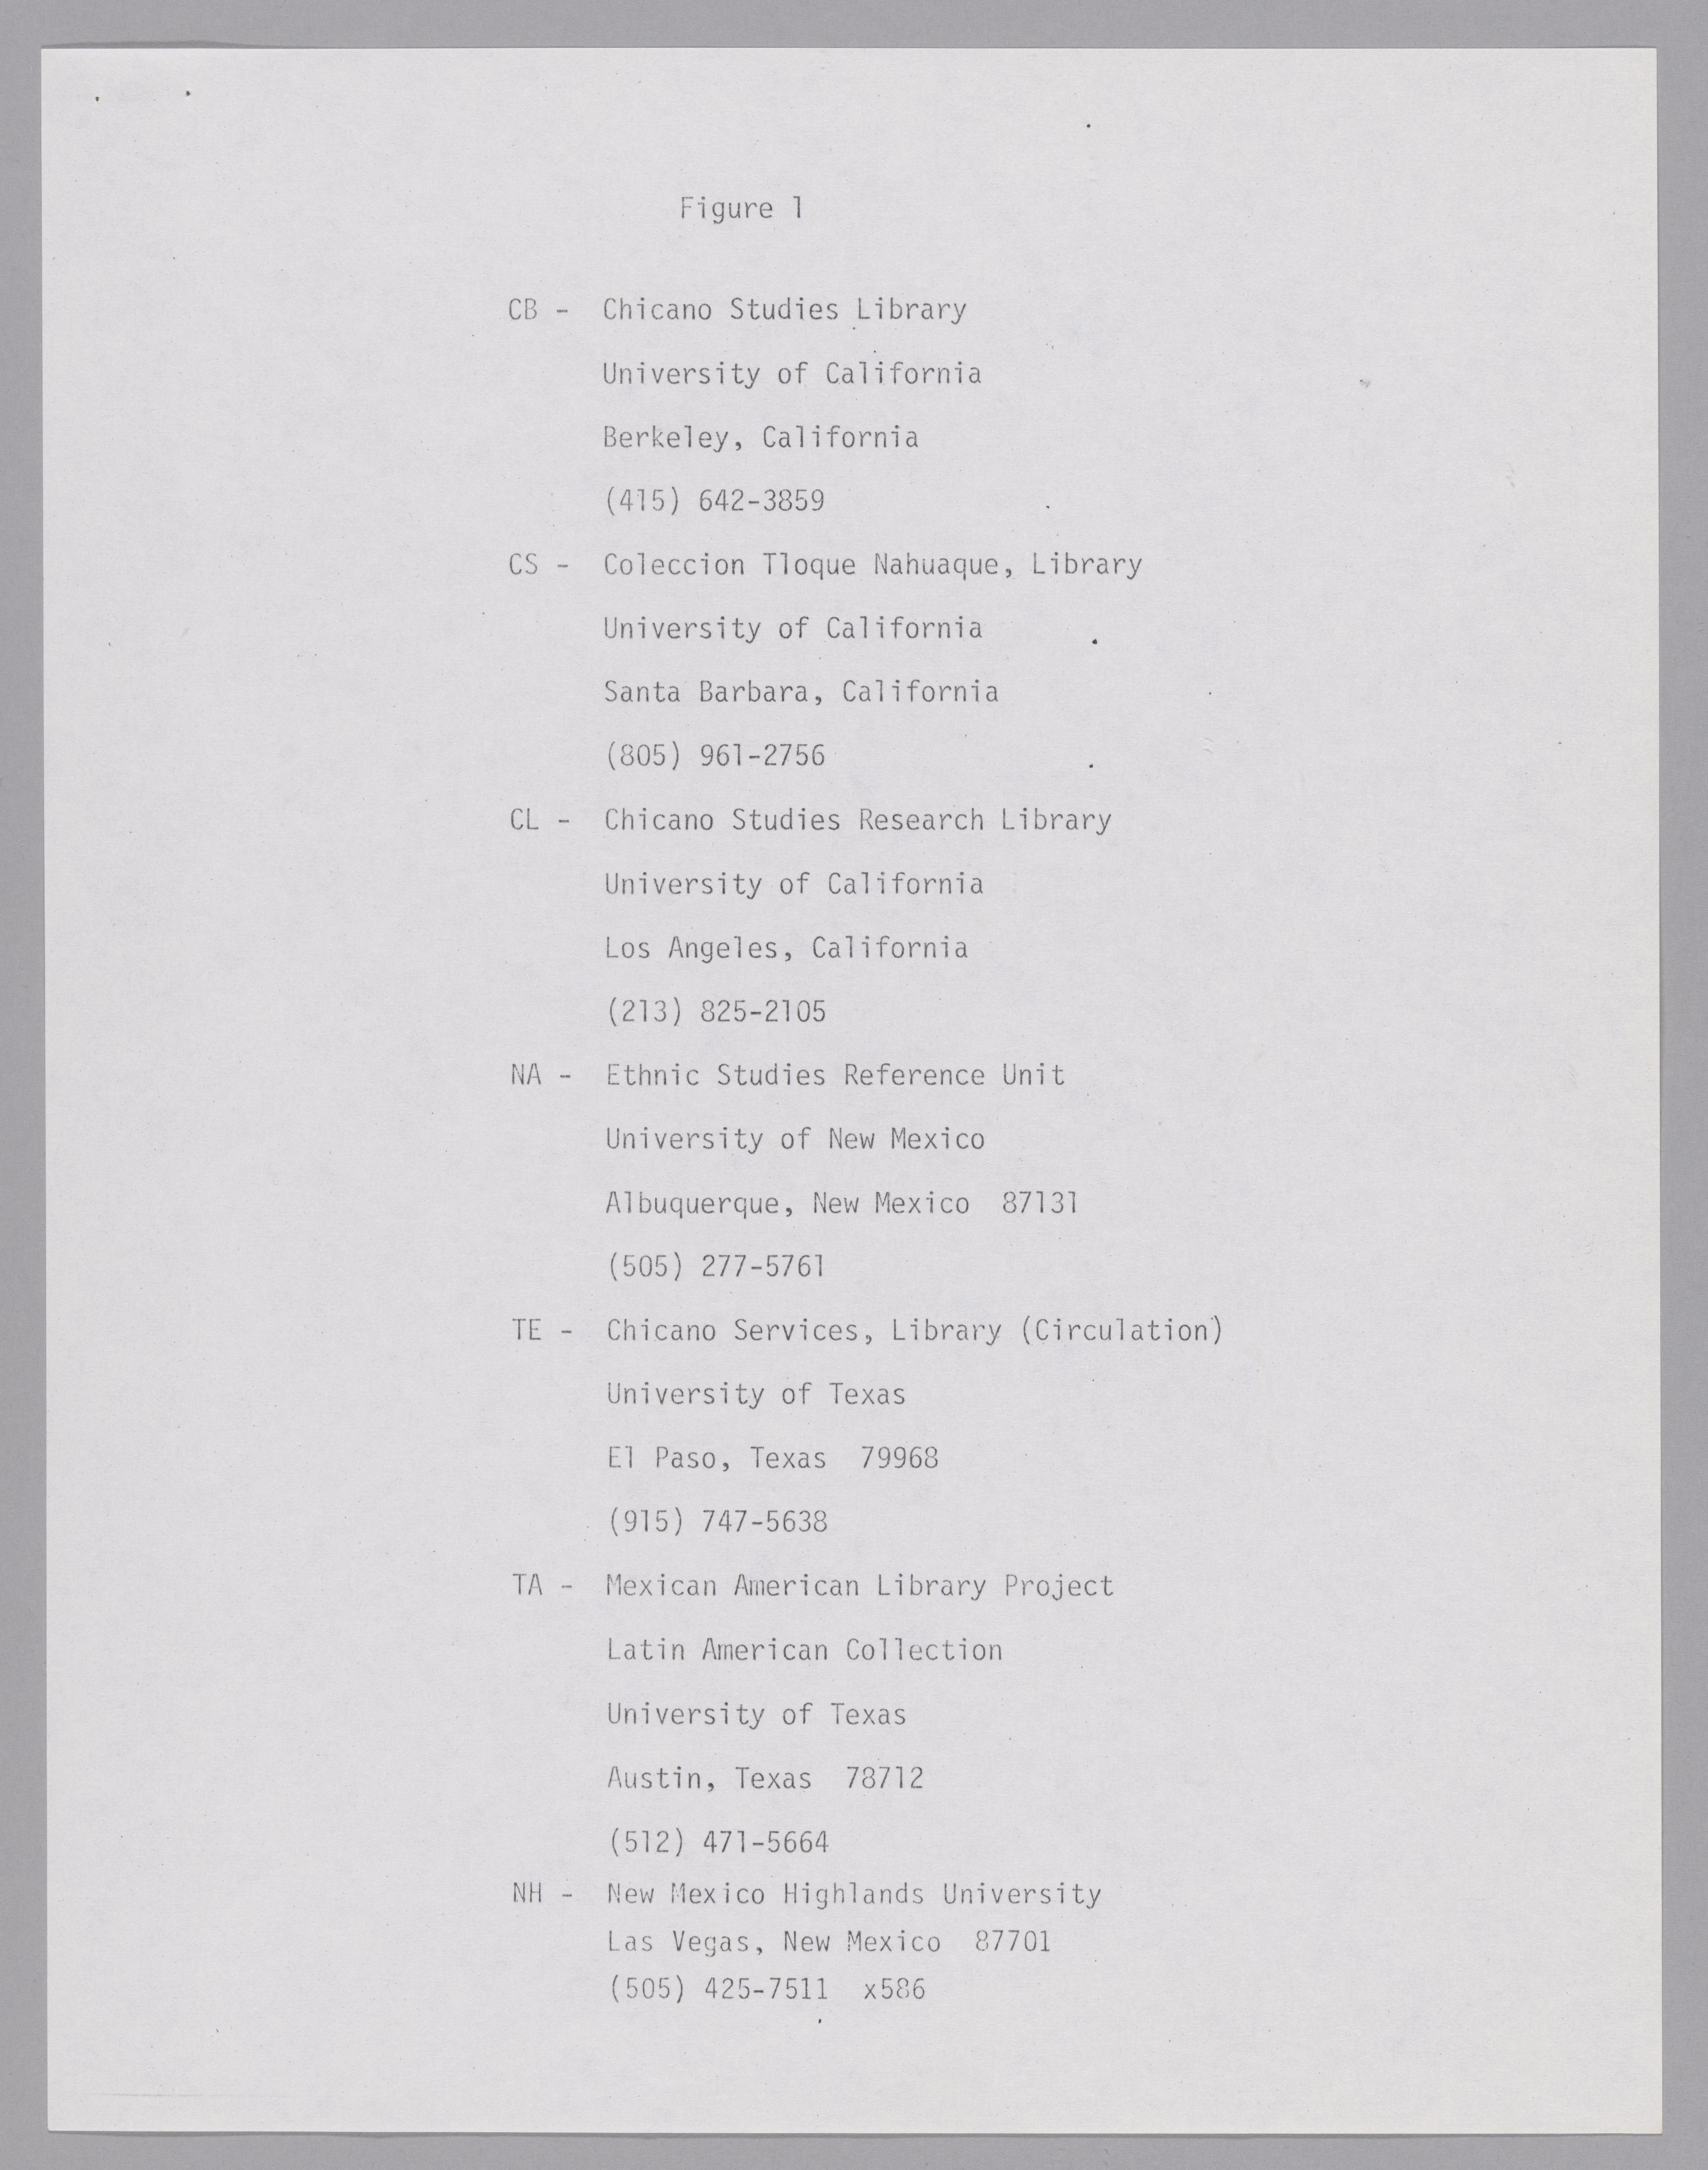 Figure 1
CB - Chicano Studies Library
University of California
Berkeley, California
(415) 642-3859
CS - Coleccion Tloque Nahuaque, Library
University of California
Santa Barbara, California
(805) 961-2756
CL - Chicano Studies Research Library
University of California
Los Angeles, California
(213) 825-2105
NA - Ethnic Studies Reference Unit
University of New Mexico
Albuquerque, New Mexico 87131
(505) 277-5761
TE - Chicano Services, Library (Circulation)
University of Texas
El Paso, Texas 79968
(915) 747-5638
TA - Mexican American Library Project
Latin American Collection
University of Texas
Austin, Texas 78712
(512) 471-5664
NH - New Mexico Highlands University
Las Vegas, New Mexico 87701
(505) 425-7511 x586